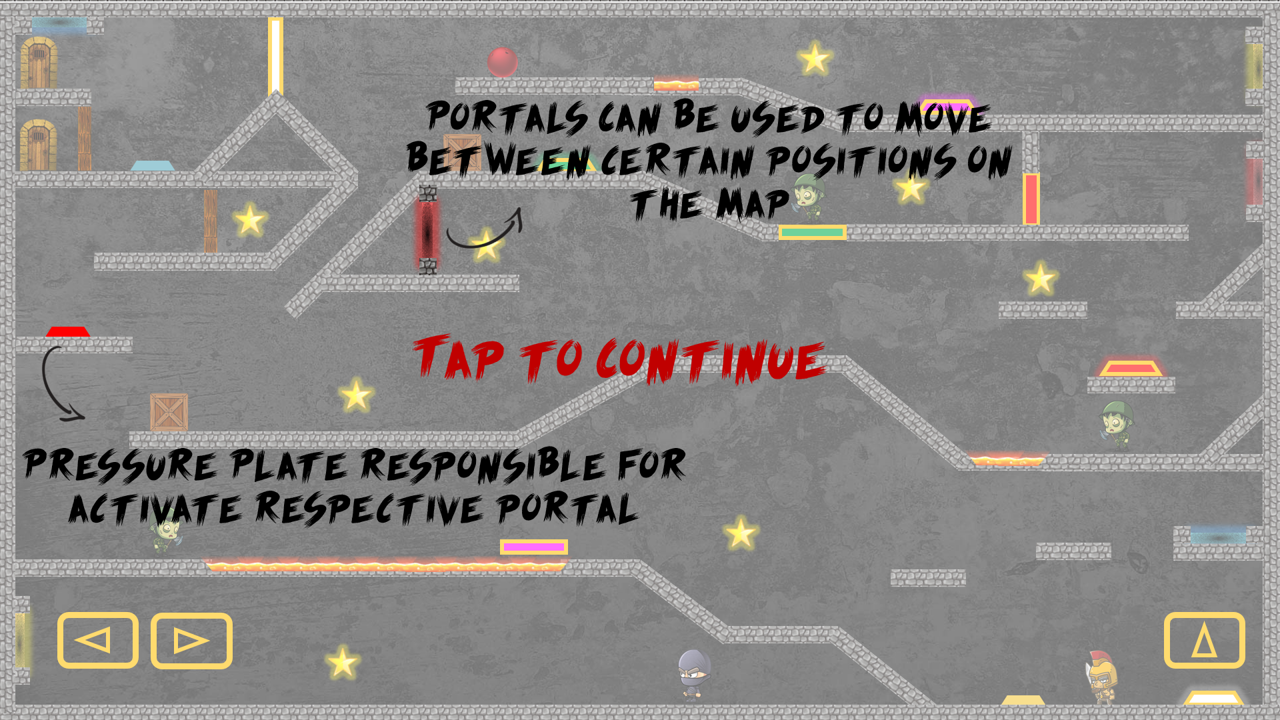 PORTALS CAN BE USED TO MOVE
BETWEEN CERTAIN POSITIONS ON
THE MAP
TAP TO CONTINUE
PRESSURE PLATE RESPONSIBLE FOR
ACTIVATE RESPECTIVE PORTAL